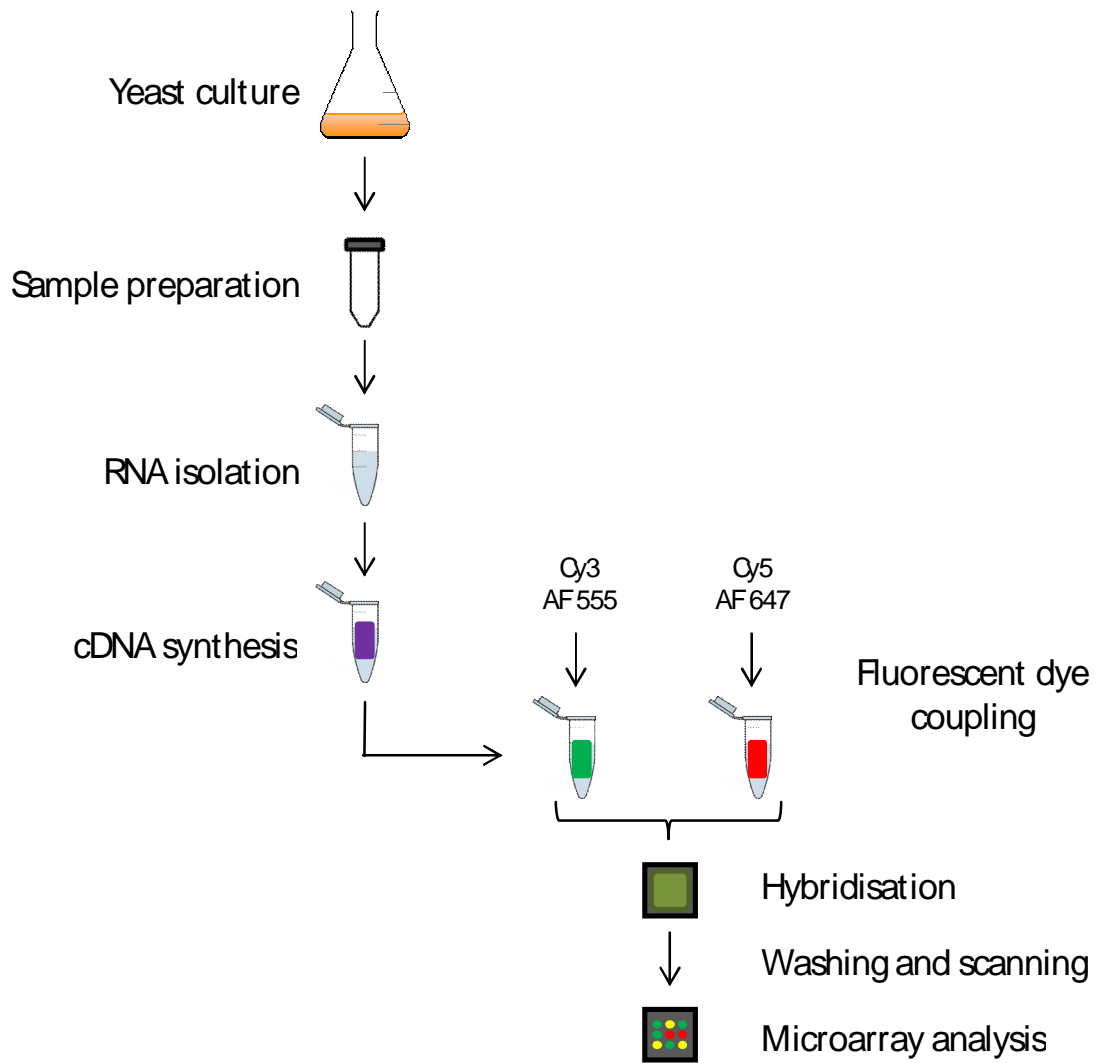 Yeast culture
Sample preparation
RNA isolation
cDNA synthesis
Cy3
AF 555
Cy5
AF 647
Fluorescent dye
coupling
Hybridisation
Washing and scanning
Microarray analysis